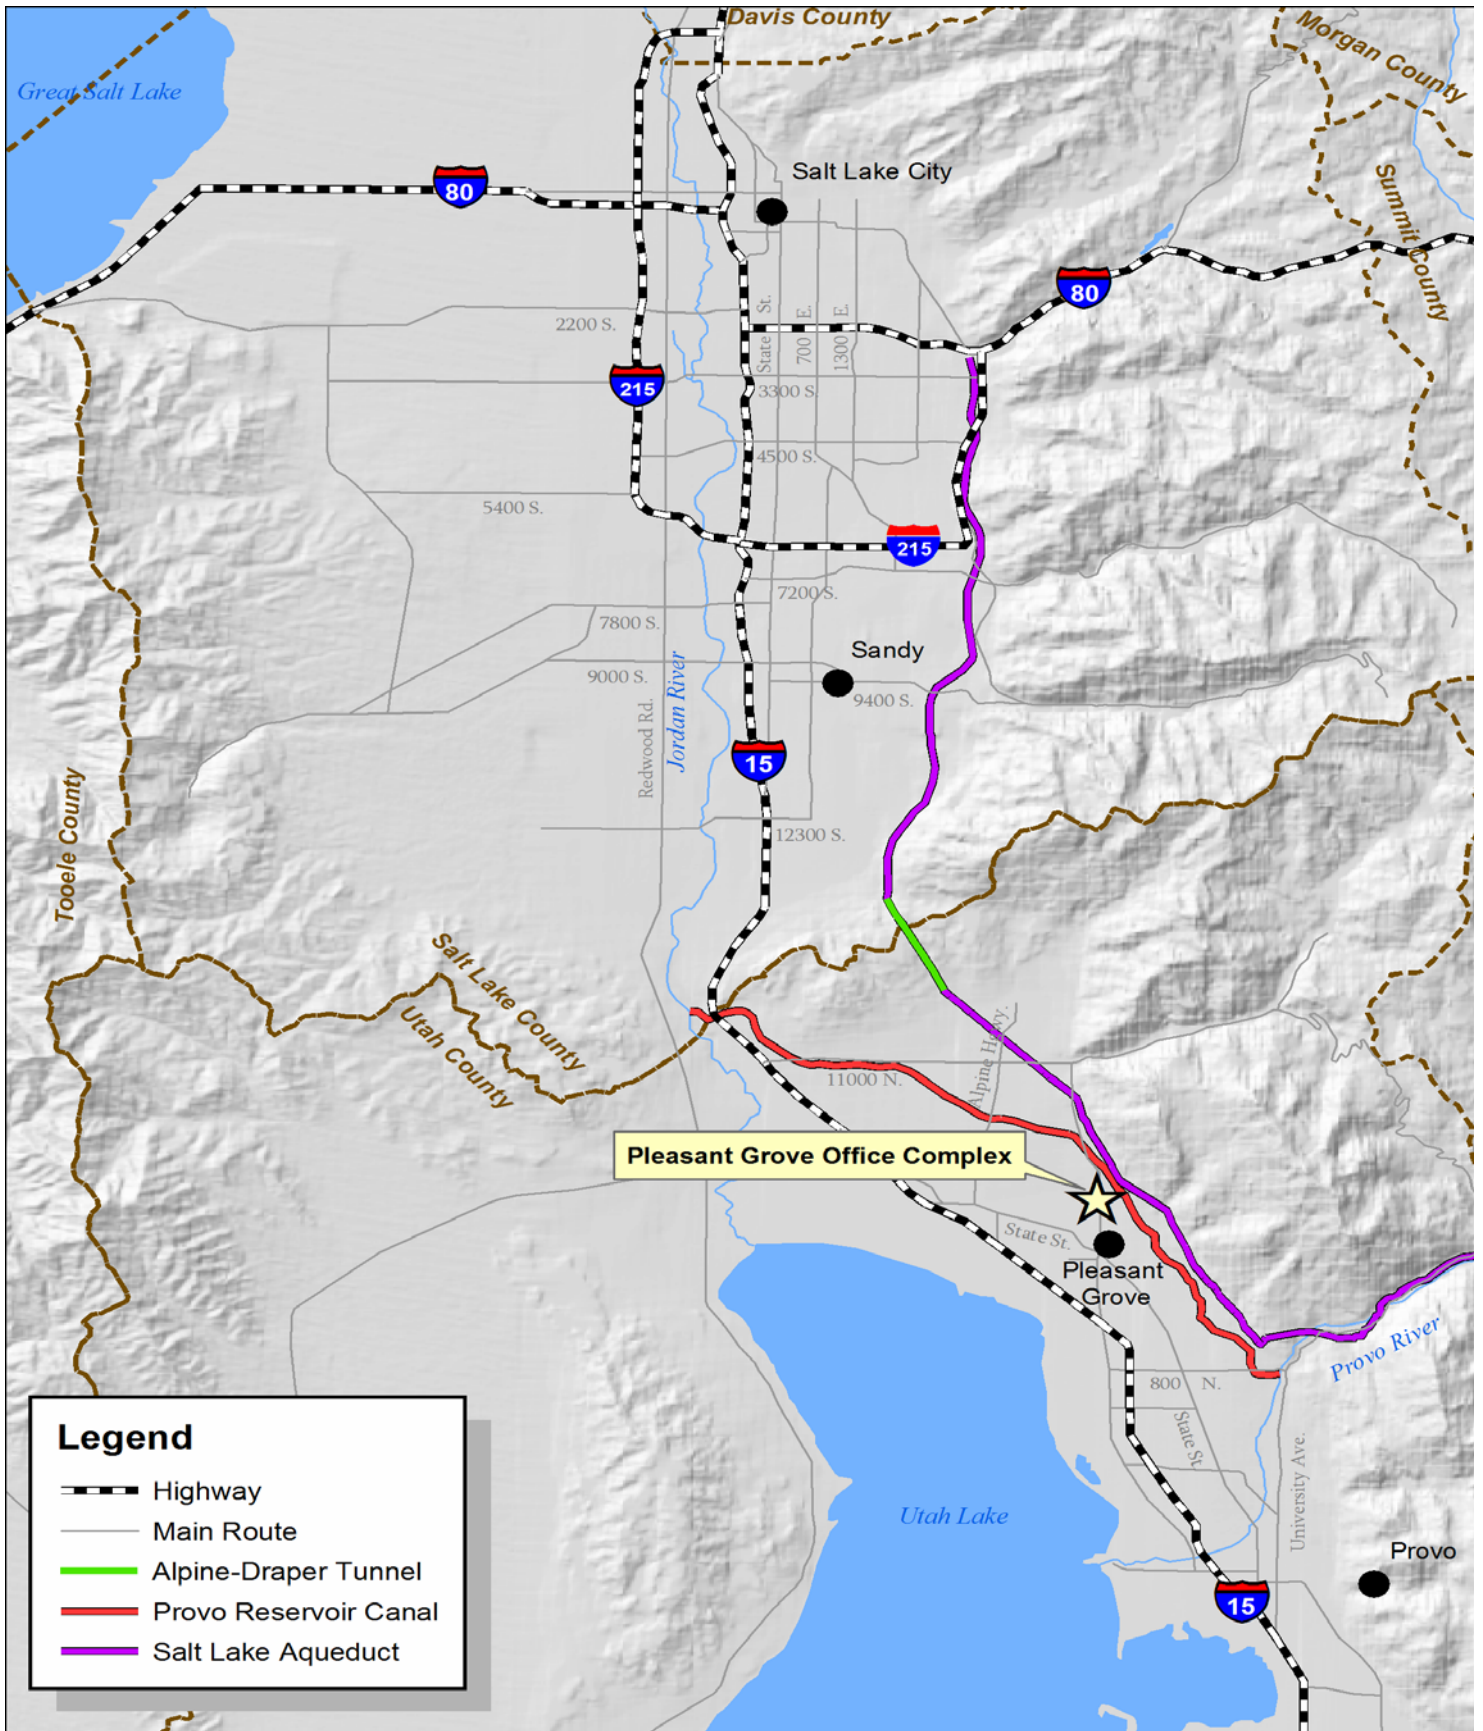 Davis County
Morgan County
Great Salt Lake
Salt Lake City
80
Summit County
80
2200 S.
State St.
700 E.
1300 E.
215
3300 S.
4500 S.
5400 S.
215
7200 S.
7800 S.
Sandy
9000 S.
9400 S.
Redwood Rd.
Jordan River
15
Tooele County
12300 S.
Salt Lake County
Utah County
Alpine Hwy.
11000 N.
Pleasant Grove Office Complex
State St.
Pleasant
Grove
Provo River
800 N.
State St
University Ave.
Utah Lake
Provo
15
Legend
Highway
Main Route
Alpine-Draper Tunnel
Provo Reservoir Canal
Salt Lake Aqueduct